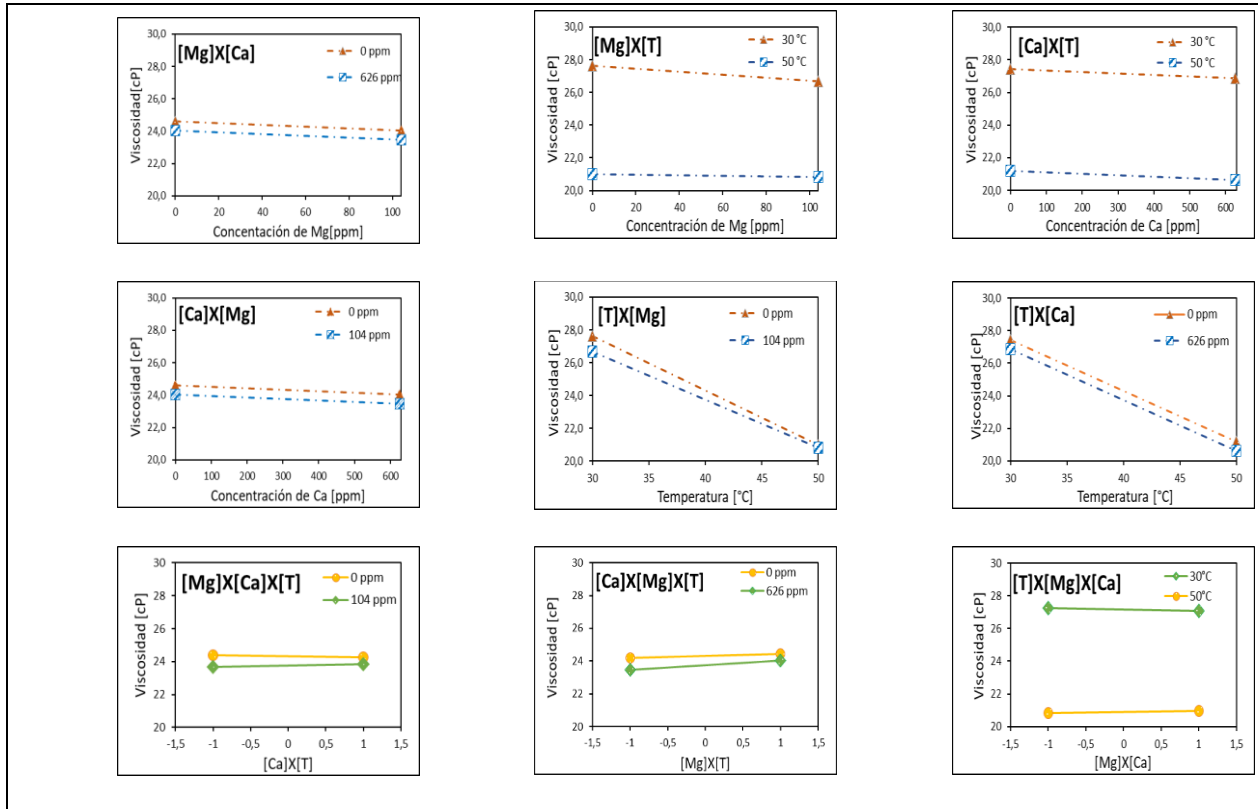 [Mg]X[Ca]
0 ppm
626 ppm
Viscosidad[cP]
30,0
28,0
26,0
24,0
22,0
20,0
0 20 40 60 80 100
Concentación de Mg[ppm]
[Mg]X[T]
30 °C
50 °C
Viscosidad [cP]
30,0
28,0
26,0
24,0
22,0
20,0
0 20 40 60 80 100
Concentración de Mg [ppm]
[Ca]X[T]
30 °C
50 °C
Viscosidad [cP]
30,0
28,0
26,0
24,0
22,0
20,0
0 100 200 300 400 500 600
Concentración de Ca [ppm]
[Ca]X[Mg]
0 ppm
104 ppm
Viscosidad [cP]
30,0
28,0
26,0
24,0
22,0
20,0
0 100 200 300 400 500 600
Concentración de Ca [ppm]
[T]X[Mg]
0 ppm
104 ppm
Viscosidad [cP]
30,0
28,0
26,0
24,0
22,0
20,0
30 35 40 45 50
Temperatura [°C]
[T]X[Ca]
0 ppm
626 ppm
Viscosidad [cP]
30,0
28,0
26,0
24,0
22,0
20,0
30 35 40 45 50
Temperatura [°C]
[Mg]X[Ca]X[T]
0 ppm
104 ppm
Viscosidad [cP]
30
28
26
24
22
20
-1,5 -1 -0,5 0 0,5 1 1,5
[Ca]X[T]
[Ca]X[Mg]X[T]
0 ppm
626 ppm
Viscosidad [cP]
30
28
26
24
22
20
-1,5 -1 -0,5 0 0,5 1 1,5
[Mg]X[T]
[T]X[Mg]X[Ca]
30°C
50°C
Viscosidad [cP]
30
28
26
24
22
20
-1,5 -1 -0,5 0 0,5 1 1,5
[Mg]X[Ca]